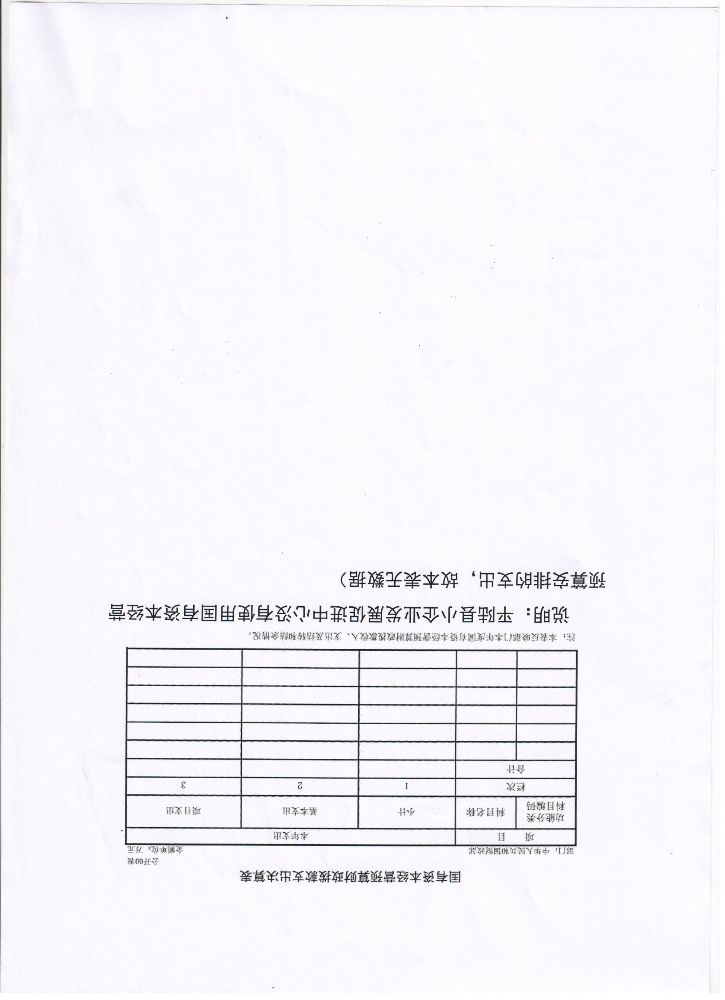 国有资本经营预算财政拨款支出决算表
公开09表
部门：中华人民共和国财政部 金额单位：万元
项 目 本年支出
功能分类科目编码 科目名称 小计 基本支出 项目支出
栏次 1 2 3
合计
注：本表反映部门本年度国有资本经营预算财政拨款收入、支出及结转和结余情况。
说明：平陆县小企业发展促进中心没有使用国有资本经营
预算安排的支出，故本表无数据）